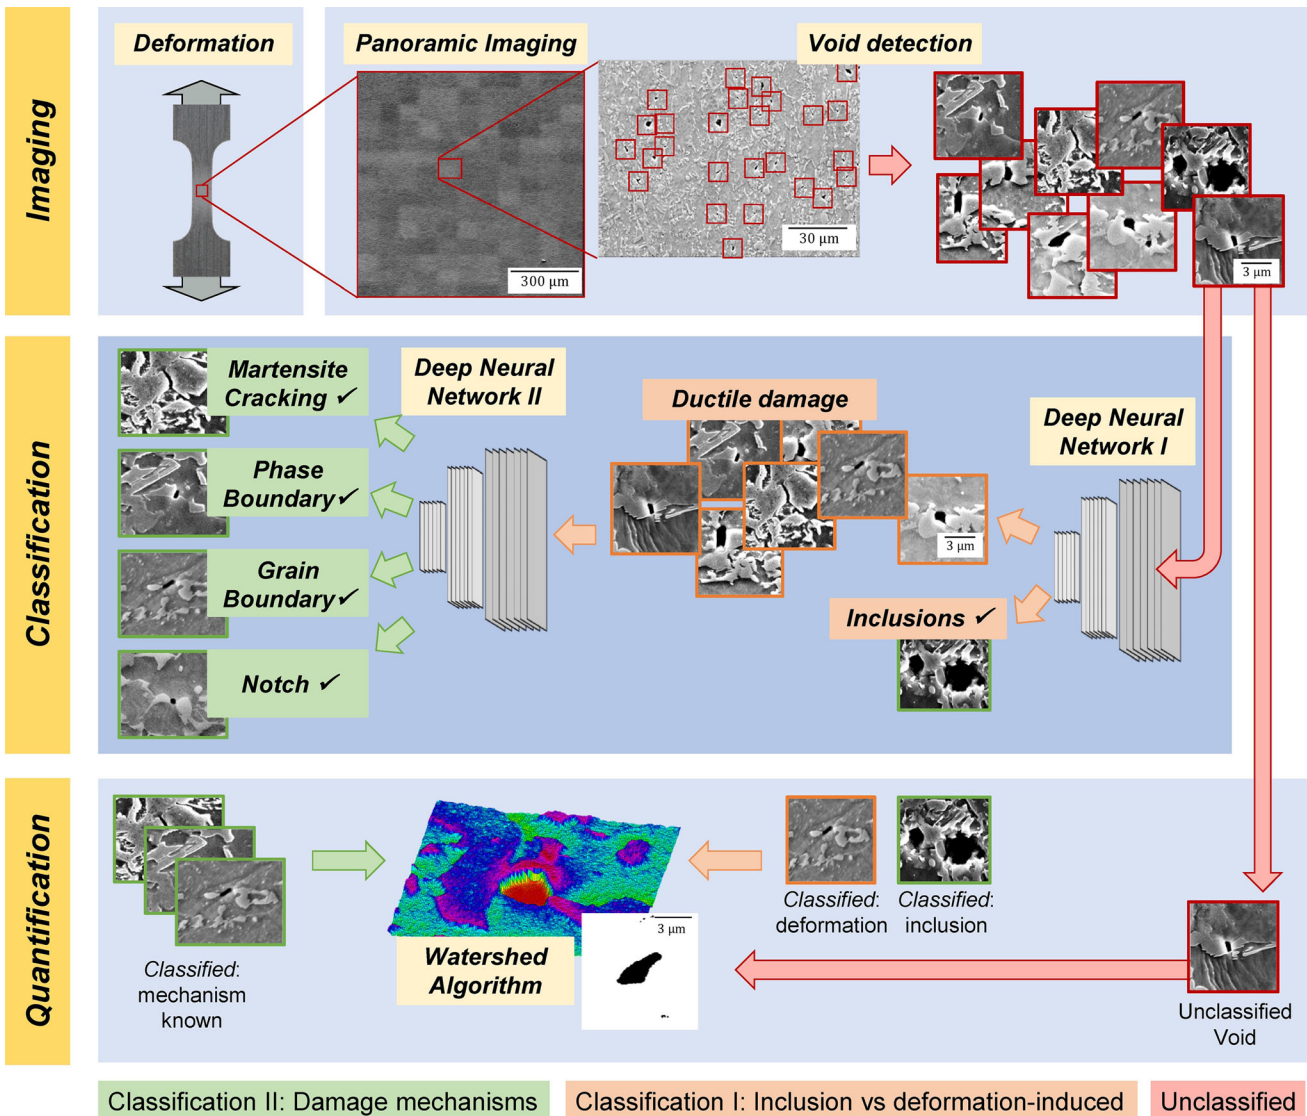 Imaging
Deformation
Panoramic Imaging
Void detection
300 µm
30 µm
3 µm
Classification
Martensite
Cracking ✓
Phase
Boundary ✓
Grain
Boundary ✓
Notch ✓
Deep Neural
Network II
Ductile damage
3 µm
Inclusions ✓
Deep Neural
Network I
Quantification
Classified:
mechanism
known
Watershed
Algorithm
3 µm
Classified:
deformation
Classified:
inclusion
Unclassified
Void
Classification II: Damage mechanisms
Classification I: Inclusion vs deformation-induced
Unclassified